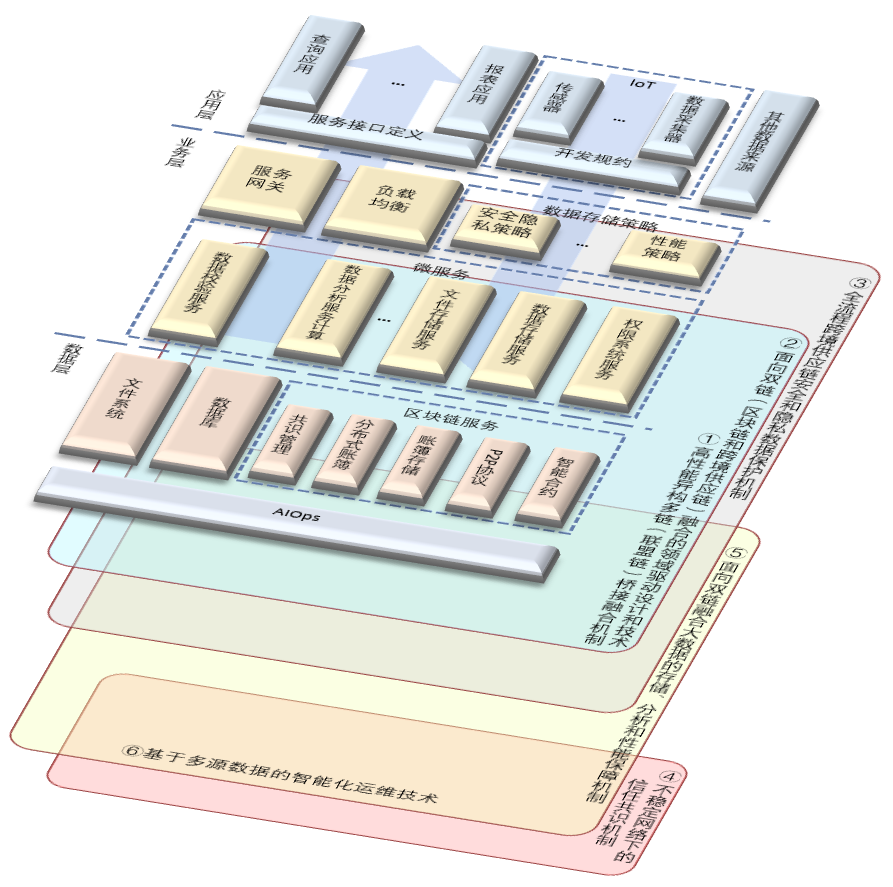 查询应用
...
报表应用
服务接口定义
IoT
传感器
...
数据采集器
开发规约
其他源数据来源
应用层
业务层
服务网关
负载均衡
数据存储策略
安全隐私策略
...
性能策略
微服务
数据校验服务
数据分析服务计算
...
文件存储服务
数据存储服务
权限系统服务
数据层
文件系统
数据库
区块链服务
共识管理
分布式账簿
账簿存储
P2P协议
智能合约
AIOps
③全流程跨境供应链安全和隐私数据保护机制
②面向双链（区块链和跨境供应链）融合的领域驱动设计和技术
①高性能异构多链（联盟链）桥接融合机制
⑤面向双链融合大数据的存储、分析和性能保障机制
⑥基于多源数据的智能化运维技术
④不稳定网络下的
信任共识机制